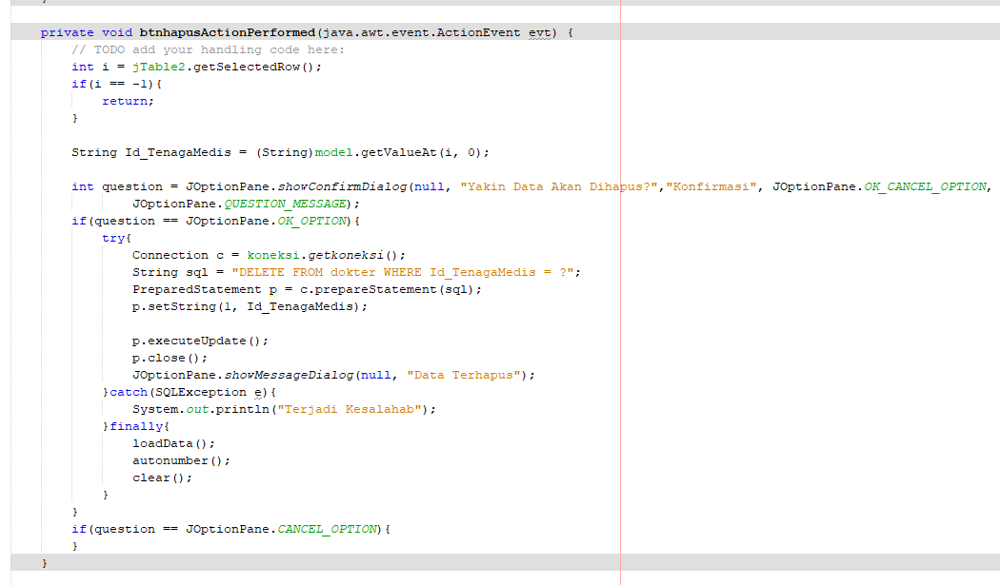 private void btnhapusActionPerformed(java.awt.event.ActionEvent evt) {
// TODO add your handling code here:
int i = jTable2.getSelectedRow();
if(i == -1){
return;
}
String Id_TenagaMedis = (String)model.getValueAt(i, 0);
int question = JOptionPane.showConfirmDialog(null, "Yakin Data Akan Dihapus?","Konfirmasi", JOptionPane.OK_CANCEL_OPTION,
JOptionPane.QUESTION_MESSAGE);
if(question == JOptionPane.OK_OPTION){
try{
Connection c = koneksi.getkoneksi();
String sql = "DELETE FROM dokter WHERE Id_TenagaMedis = ?";
PreparedStatement p = c.prepareStatement(sql);
p.setString(1, Id_TenagaMedis);
p.executeUpdate();
p.close();
JOptionPane.showMessageDialog(null, "Data Terhapus");
}catch(SQLException e){
System.out.println("Terjadi Kesalahab");
}finally{
loadData();
autonumber();
clear();
}
}
if(question == JOptionPane.CANCEL_OPTION){
}
}